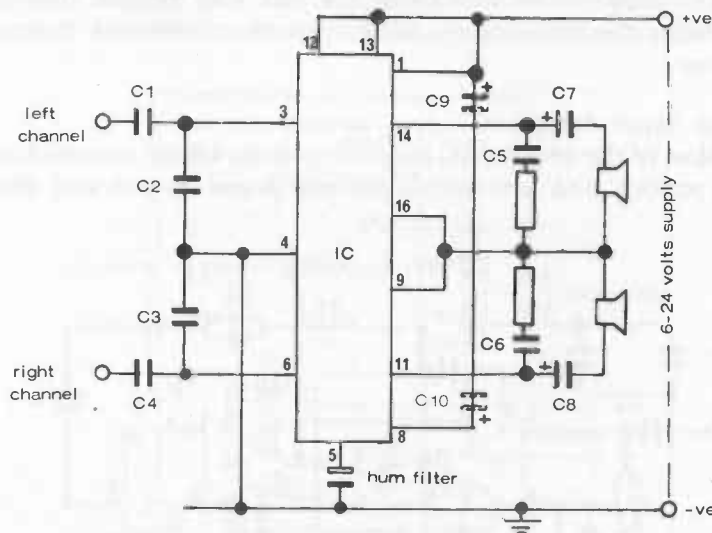 12
13
+ve
1
C1
C9
+
C7
+
left
channel
3
14
C5
C2
16
4
IC
9
6-24 volts supply
C3
C6
right
channel
C4
6
11
+
C8
C10
+
5
8
hum filter
-ve